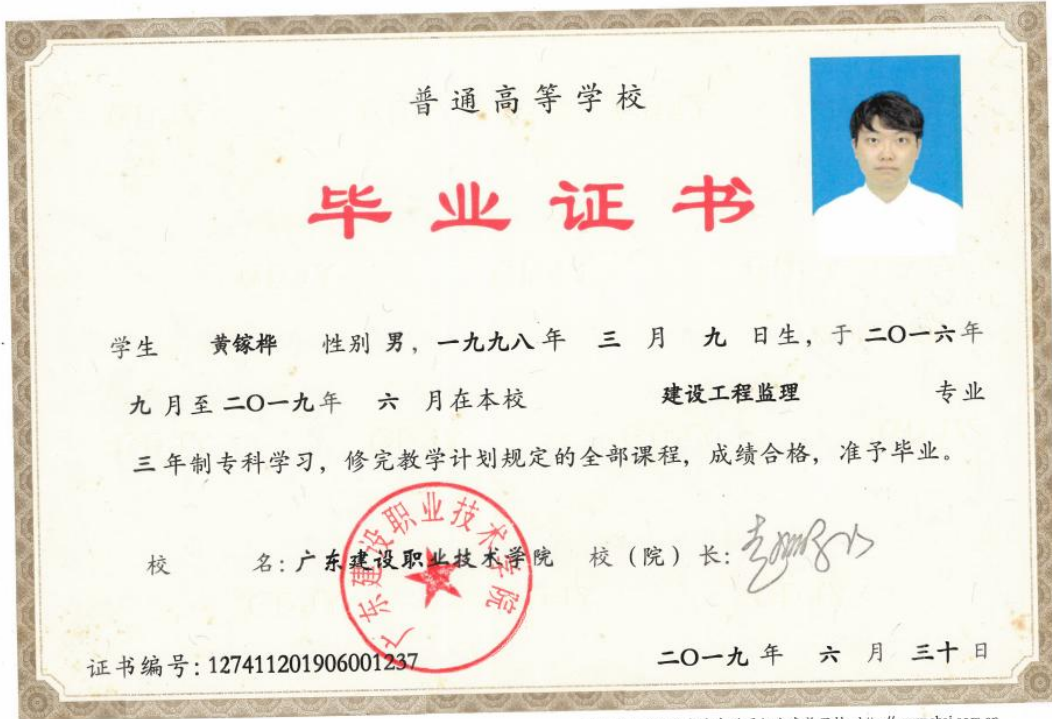 普通高等学校
毕业证书
学生 黄镓桦 性别 男，一九九八年 三 月 九 日生，于 二〇一六年
九 月至 二〇一九年 六 月在本校 建设工程监理 专业
三 年制专科学习，修完教学计划规定的全部课程，成绩合格，准予毕业。
校 名：广东建设职业技术学院 校（院）长：
广东建设职业技术学院
证书编号：127411201906001237 二〇一九 年 六 月 三十 日